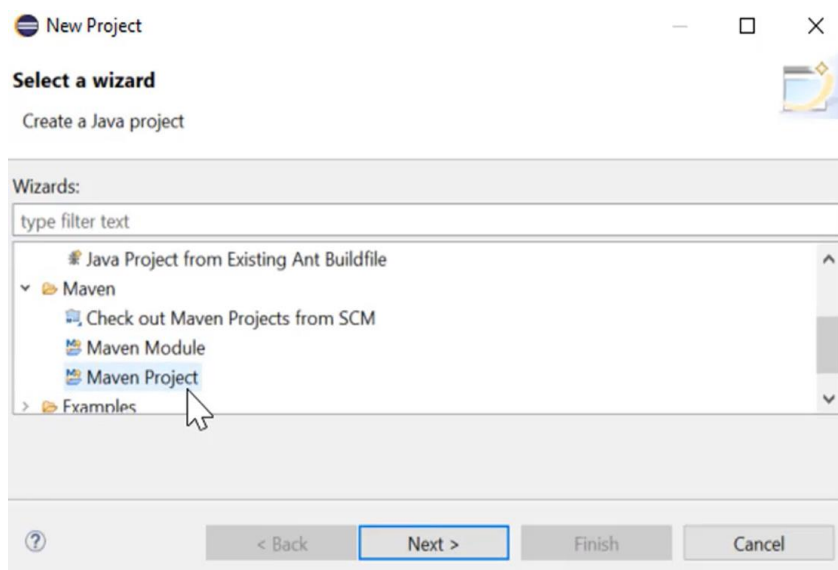 New Project
Select a wizard
Create a Java project
Wizards:
type filter text
Java Project from Existing Ant Buildfile
Maven
Check out Maven Projects from SCM
Maven Module
Maven Project
Examples
< Back
Next >
Finish
Cancel